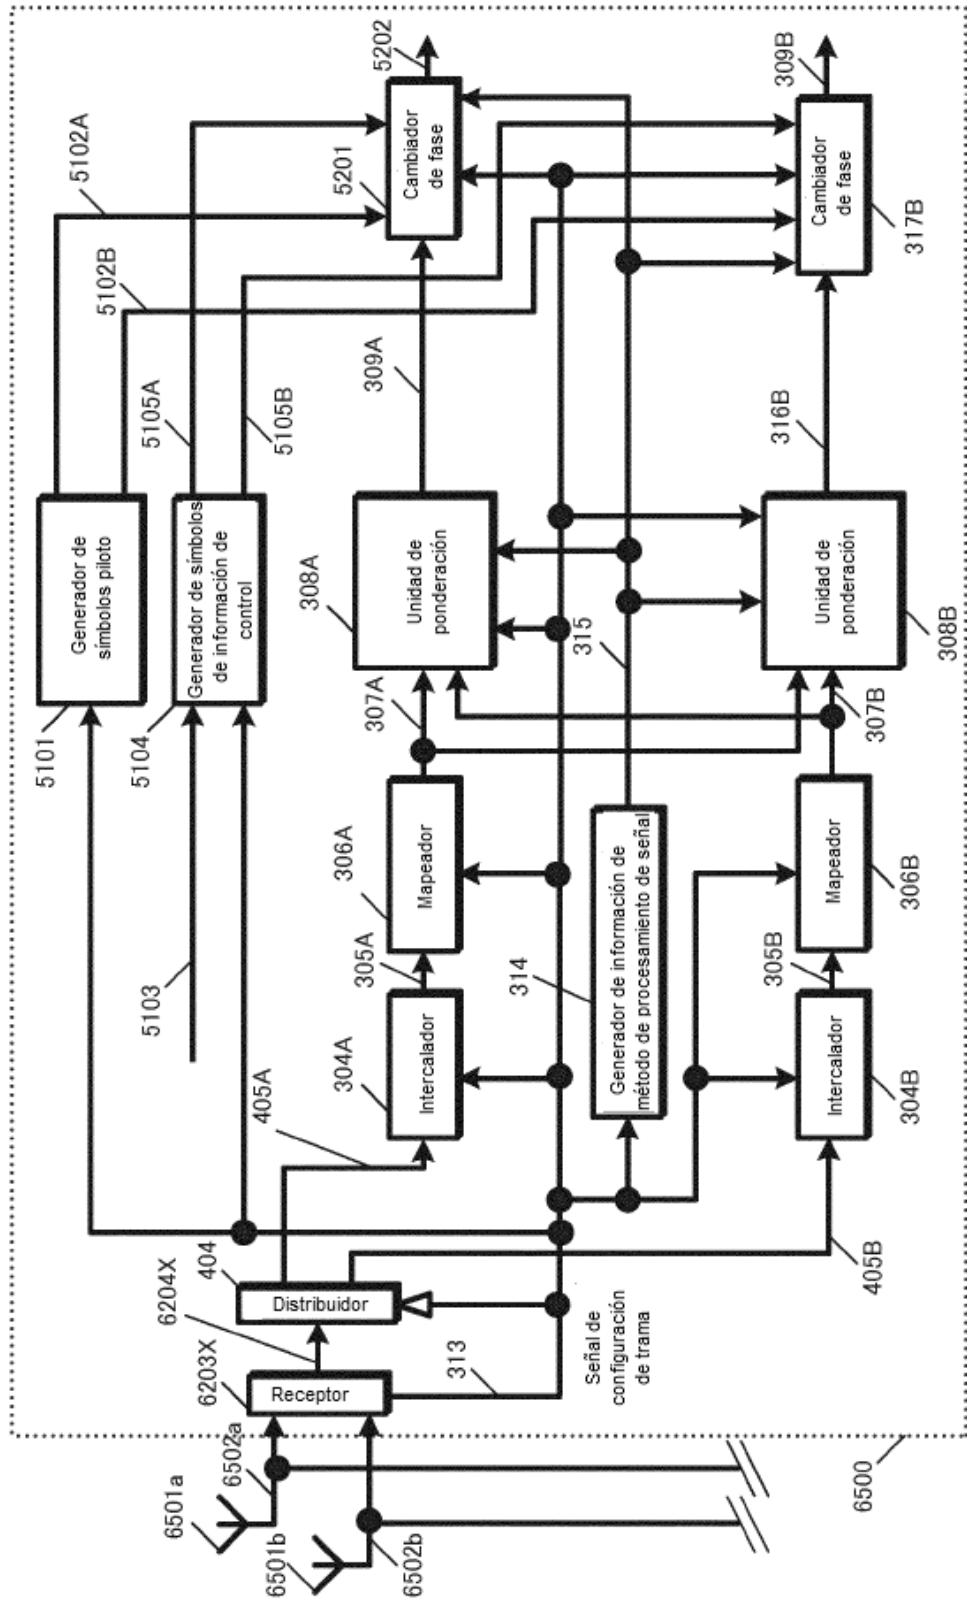 5102A
5102B
5105A
5105B
5101
Generador de
símbolos piloto
5104
Generador de símbolos
de información de
control
5103
5201
Cambiador
de fase
5202
309A
308A
Unidad de
ponderación
307A
306A
Mapeador
305A
304A
Intercalador
405A
404
Distribuidor
6204X
6203X
Receptor
313
Señal de
configuración
de trama
315
314
Generador de información de
método de procesamiento de señal
6501a
6502a
6501b
6502b
405B
304B
Intercalador
305B
306B
Mapeador
307B
308B
Unidad de
ponderación
316B
317B
Cambiador
de fase
309B
6500